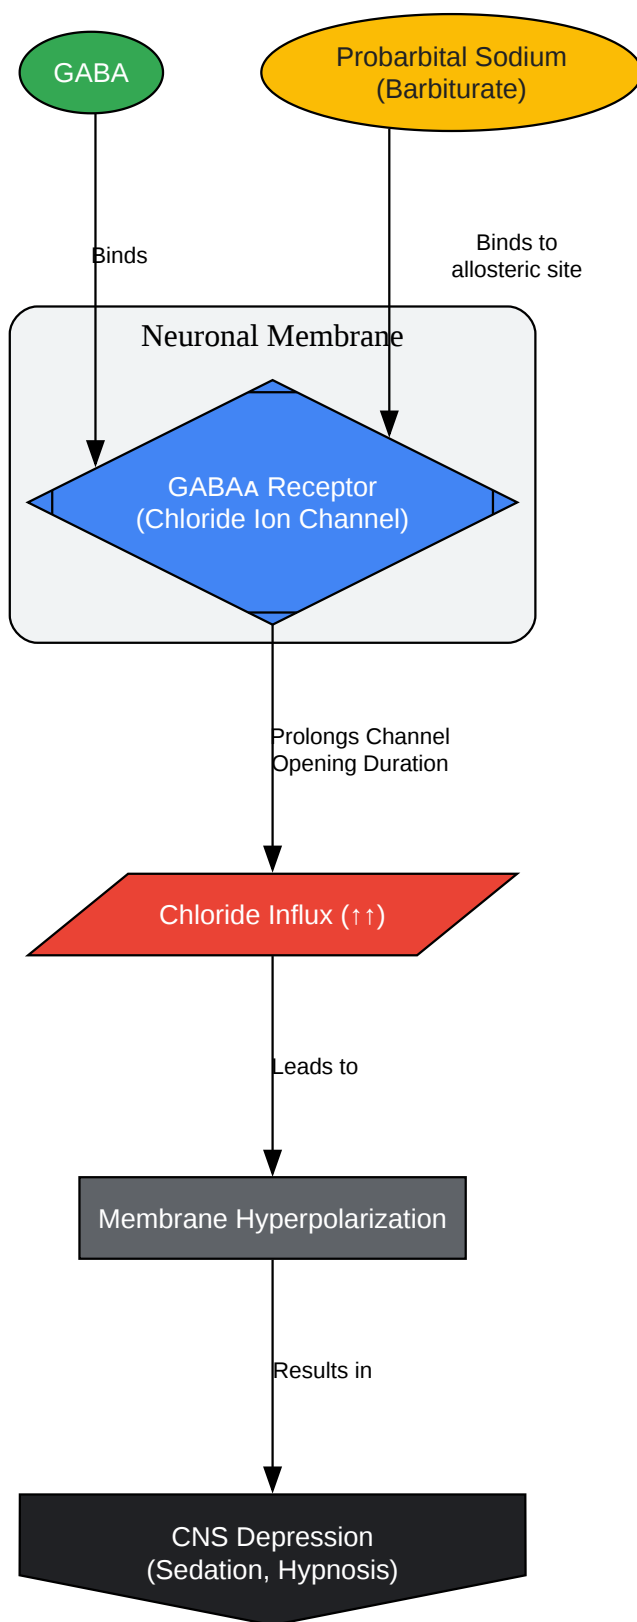 GABA
Probarbital Sodium
(Barbiturate)
Binds
Binds to
allosteric site
Neuronal Membrane
GABAᴀ Receptor
(Chloride Ion Channel)
Prolongs Channel
Opening Duration
Chloride Influx (↑↑)
Leads to
Membrane Hyperpolarization
Results in
CNS Depression
(Sedation, Hypnosis)